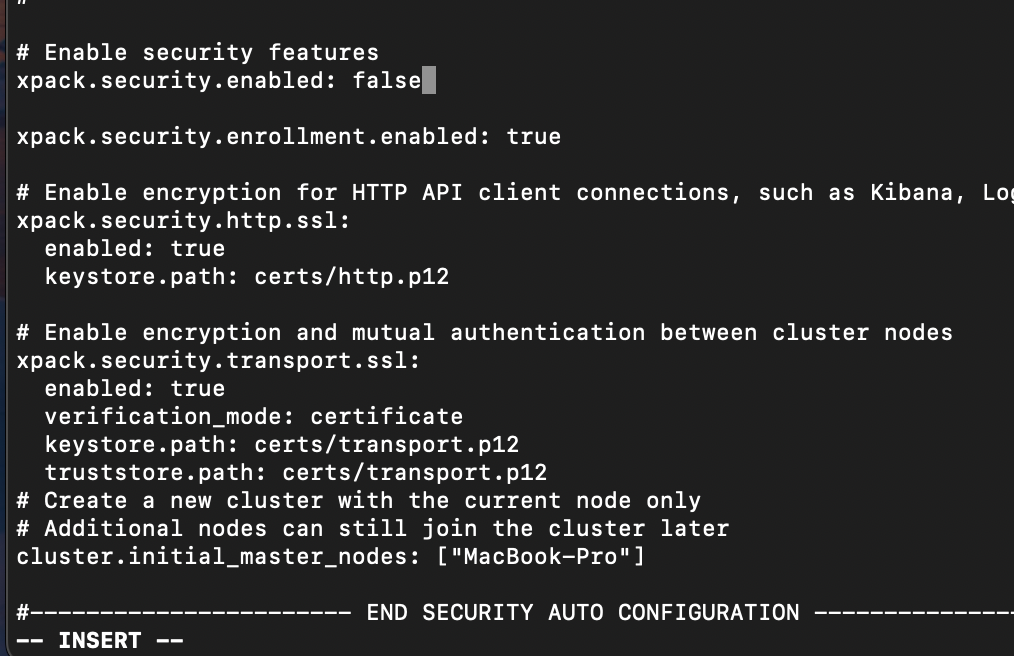 #
# Enable security features
xpack.security.enabled: false
xpack.security.enrollment.enabled: true
# Enable encryption for HTTP API client connections, such as Kibana,
xpack.security.http.ssl:
  enabled: true
  keystore.path: certs/http.p12
# Enable encryption and mutual authentication between cluster nodes
xpack.security.transport.ssl:
  enabled: true
  verification_mode: certificate
  keystore.path: certs/transport.p12
  truststore.path: certs/transport.p12
# Create a new cluster with the current node only
# Additional nodes can still join the cluster later
cluster.initial_master_nodes: ["MacBook-Pro"]
#----------------------- END SECURITY AUTO CONFIGURATION ---------------
-- INSERT --